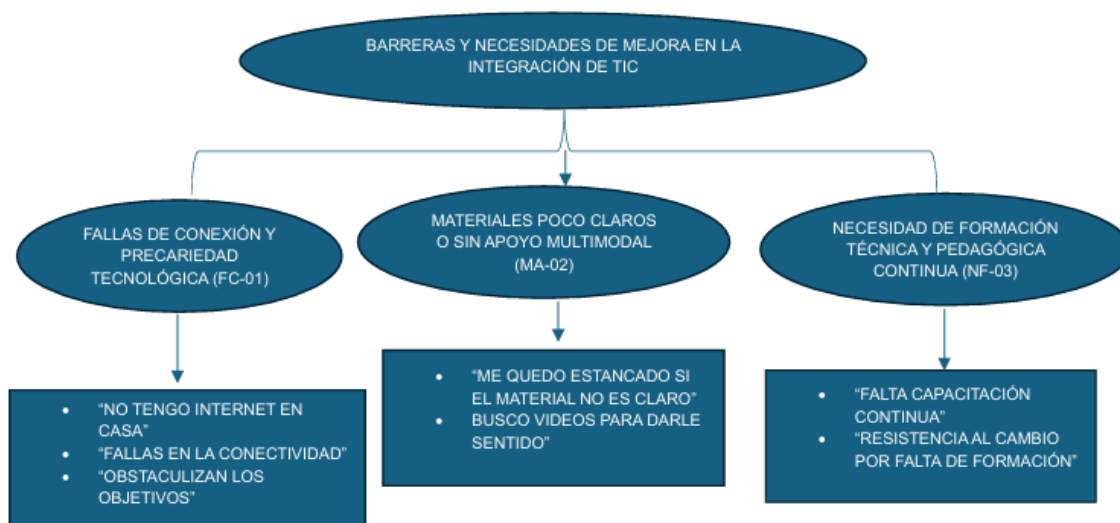 BARRERAS Y NECESIDADES DE MEJORA EN LA
INTEGRACIÓN DE TIC
FALLAS DE CONEXIÓN Y
PRECARIEDAD
TECNOLÓGICA (FC-01)
MATERIALES POCO CLAROS
O SIN APOYO MULTIMODAL
(MA-02)
NECESIDAD DE FORMACIÓN
TÉCNICA Y PEDAGÓGICA
CONTINUA (NF-03)
• “NO TENGO INTERNET EN
CASA”
• “FALLAS EN LA CONECTIVIDAD”
• “OBSTACULIZAN LOS
OBJETIVOS”
• “ME QUEDO ESTANCADO SI
EL MATERIAL NO ES CLARO”
• BUSCO VIDEOS PARA DARLE
SENTIDO”
• “FALTA CAPACITACIÓN
CONTINUA”
• “RESISTENCIA AL CAMBIO
POR FALTA DE FORMACIÓN”